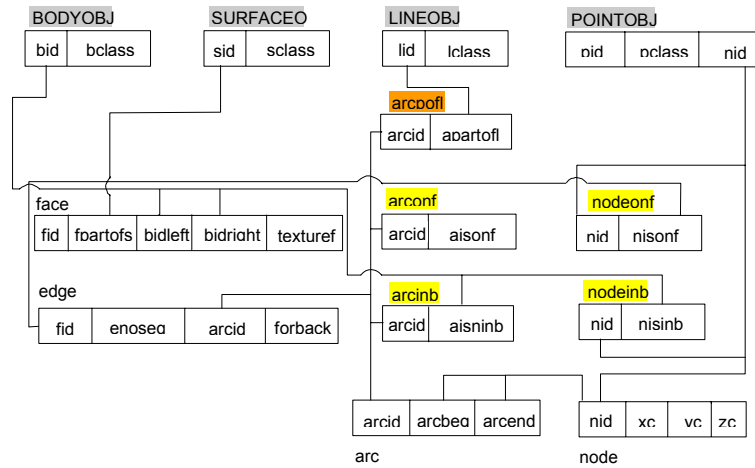 BODYOBJ SURFACEO LINEOBJ POINTOBJ
bid bclass sid sclass lid lclass pid pclass nid
arcpofl
arcid apartofl
face arconf nodeonf
fid fpartofs bidleft bidright texturef arcid aisonf nid nisonf
edge arcinb nodeinb
fid enoseq arcid forback arcid aisninb nid nisinb
arcid arcbeg arcend nid xc yc zc
arc node